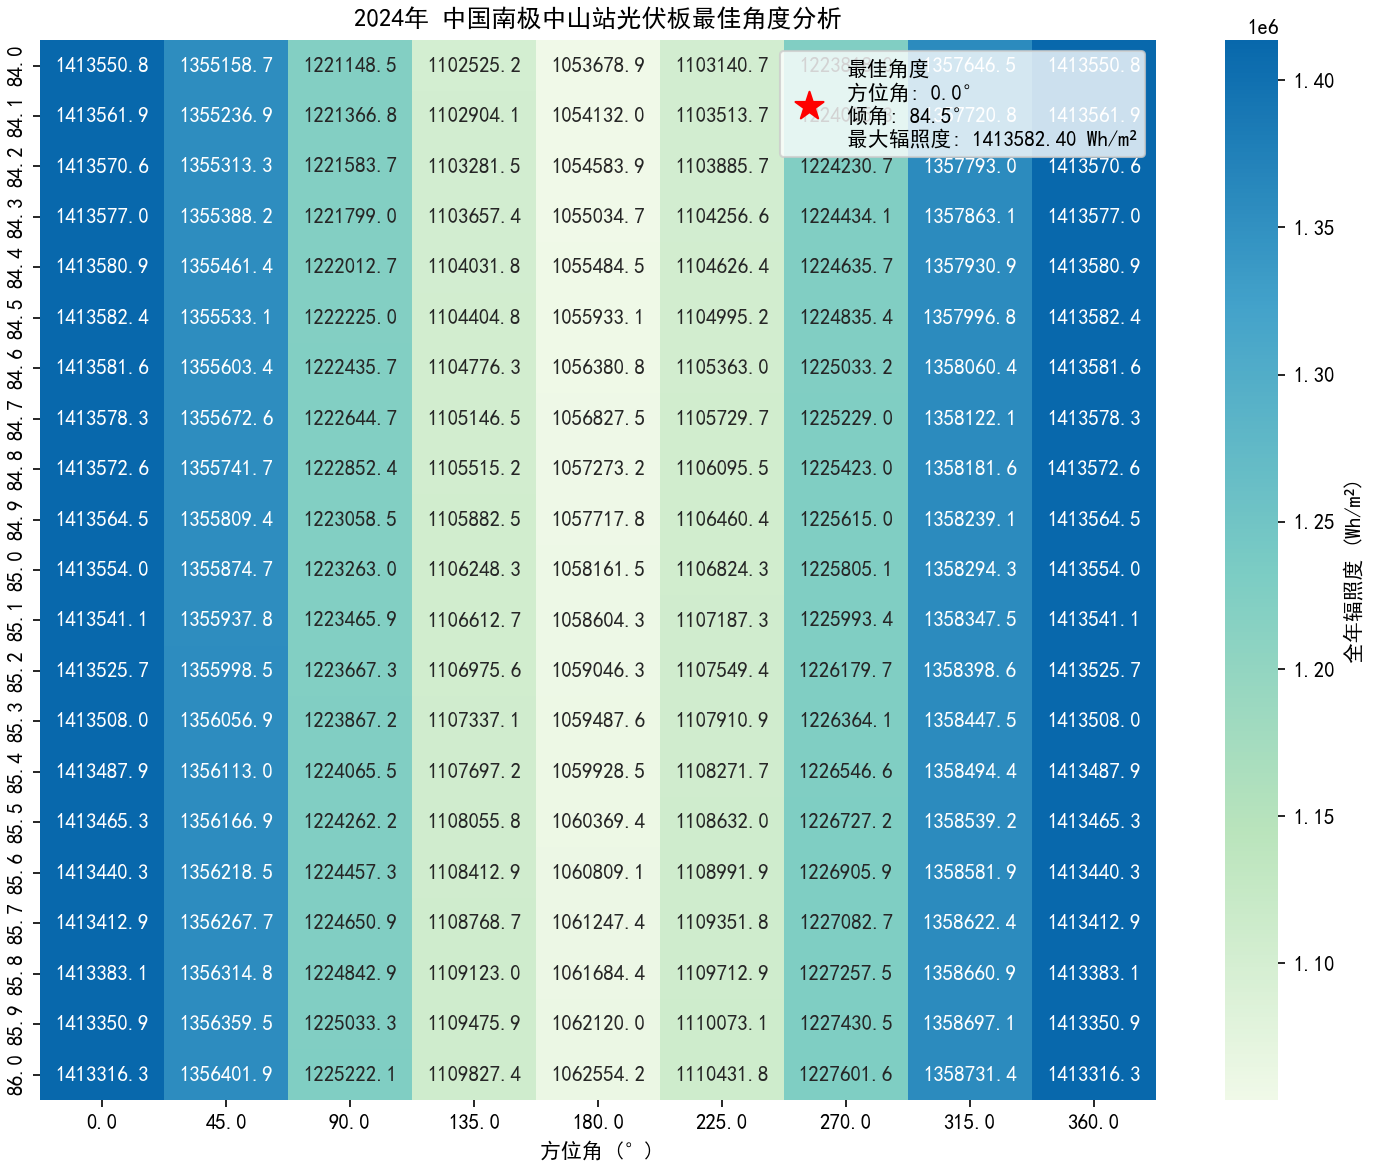 2024年 中国南极中山站光伏板最佳角度分析
1e6
最佳角度
方位角: 0.0°
倾角: 84.5°
最大辐照度: 1413582.40 Wh/m²
84.0 1413550.8 1355158.7 1221148.5 1102525.2 1053678.9 1103140.7 1357646.5 1413550.8
84.1 1413561.9 1355236.9 1221366.8 1102904.1 1054132.0 1103513.7 1357720.8 1413561.9
84.2 1413570.6 1355313.3 1221583.7 1103281.5 1054583.9 1103885.7 1224230.7 1357793.0 1413570.6
84.3 1413577.0 1355388.2 1221799.0 1103657.4 1055034.7 1104256.6 1224434.1 1357863.1 1413577.0
84.4 1413580.9 1355461.4 1222012.7 1104031.8 1055484.5 1104626.4 1224635.7 1357930.9 1413580.9
84.5 1413582.4 1355533.1 1222225.0 1104404.8 1055933.1 1104995.2 1224835.4 1357996.8 1413582.4
84.6 1413581.6 1355603.4 1222435.7 1104776.3 1056380.8 1105363.0 1225033.2 1358060.4 1413581.6
84.7 1413578.3 1355672.6 1222644.7 1105146.5 1056827.5 1105729.7 1225229.0 1358122.1 1413578.3
84.8 1413572.6 1355741.7 1222852.4 1105515.2 1057273.2 1106095.5 1225423.0 1358181.6 1413572.6
84.9 1413564.5 1355809.4 1223058.5 1105882.5 1057717.8 1106460.4 1225615.0 1358239.1 1413564.5
85.0 1413554.0 1355874.7 1223263.0 1106248.3 1058161.5 1106824.3 1225805.1 1358294.3 1413554.0
85.1 1413541.1 1355937.8 1223465.9 1106612.7 1058604.3 1107187.3 1225993.4 1358347.5 1413541.1
85.2 1413525.7 1355998.5 1223667.3 1106975.6 1059046.3 1107549.4 1226179.7 1358398.6 1413525.7
85.3 1413508.0 1356056.9 1223867.2 1107337.1 1059487.6 1107910.9 1226364.1 1358447.5 1413508.0
85.4 1413487.9 1356113.0 1224065.5 1107697.2 1059928.5 1108271.7 1226546.6 1358494.4 1413487.9
85.5 1413465.3 1356166.9 1224262.2 1108055.8 1060369.4 1108632.0 1226727.2 1358539.2 1413465.3
85.6 1413440.3 1356218.5 1224457.3 1108412.9 1060809.1 1108991.9 1226905.9 1358581.9 1413440.3
85.7 1413412.9 1356267.7 1224650.9 1108768.7 1061247.4 1109351.8 1227082.7 1358622.4 1413412.9
85.8 1413383.1 1356314.8 1224842.9 1109123.0 1061684.4 1109712.9 1227257.5 1358660.9 1413383.1
85.9 1413350.9 1356359.5 1225033.3 1109475.9 1062120.0 1110073.1 1227430.5 1358697.1 1413350.9
86.0 1413316.3 1356401.9 1225222.1 1109827.4 1062554.2 1110431.8 1227601.6 1358731.4 1413316.3
0.0 45.0 90.0 135.0 180.0 225.0 270.0 315.0 360.0
方位角 (°)
1.40
1.35
1.30
1.25
1.20
1.15
1.10
全年辐照度 (Wh/m²)